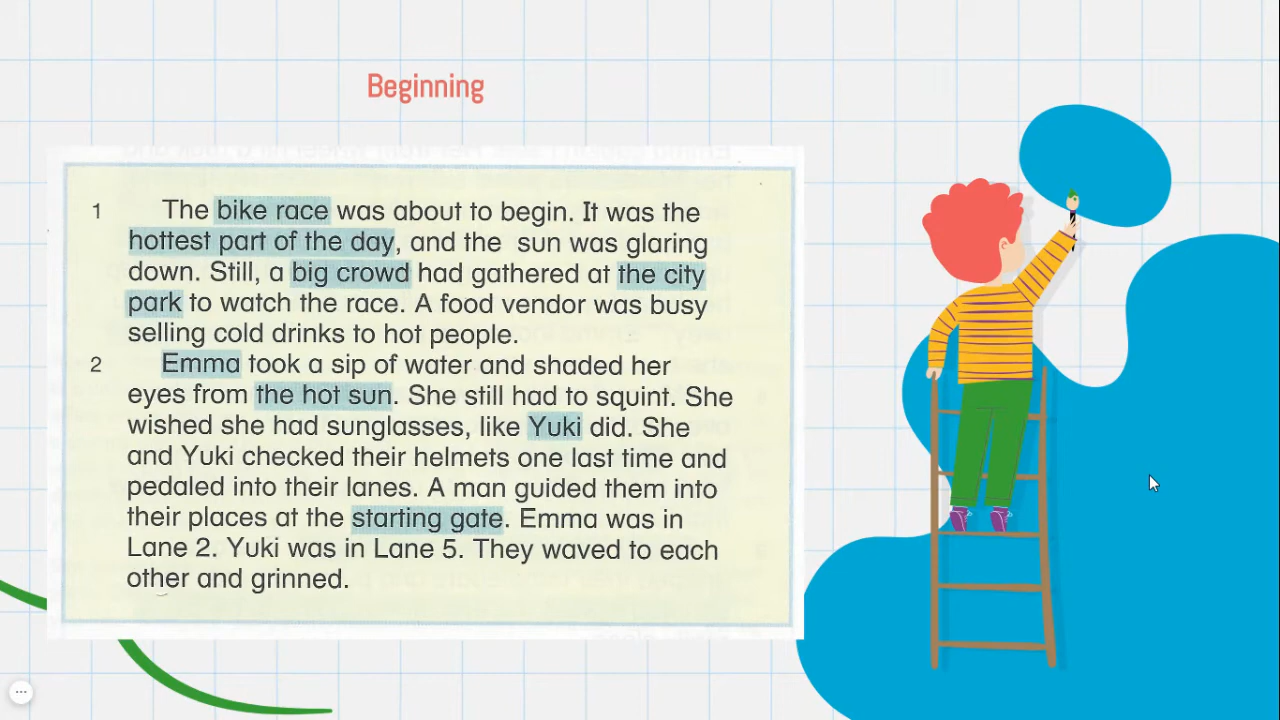 Beginning
1 The bike race was about to begin. It was the
hottest part of the day, and the sun was glaring
down. Still, a big crowd had gathered at the city
park to watch the race. A food vendor was busy
selling cold drinks to hot people.
2 Emma took a sip of water and shaded her
eyes from the hot sun. She still had to squint. She
wished she had sunglasses, like Yuki did. She
and Yuki checked their helmets one last time and
pedaled into their lanes. A man guided them into
their places at the starting gate. Emma was in
Lane 2. Yuki was in Lane 5. They waved to each
other and grinned.